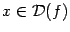 x ∈ 𝒟(f)